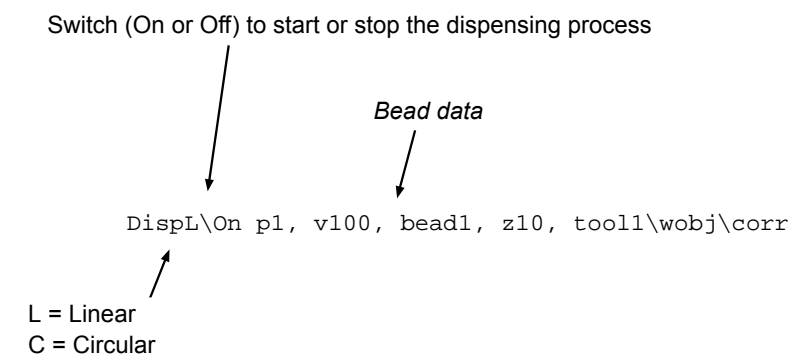 Switch (On or Off) to start or stop the dispensing process
Bead data
DispL\On p1, v100, bead1, z10, tool1\wobj\corr
L = Linear
C = Circular